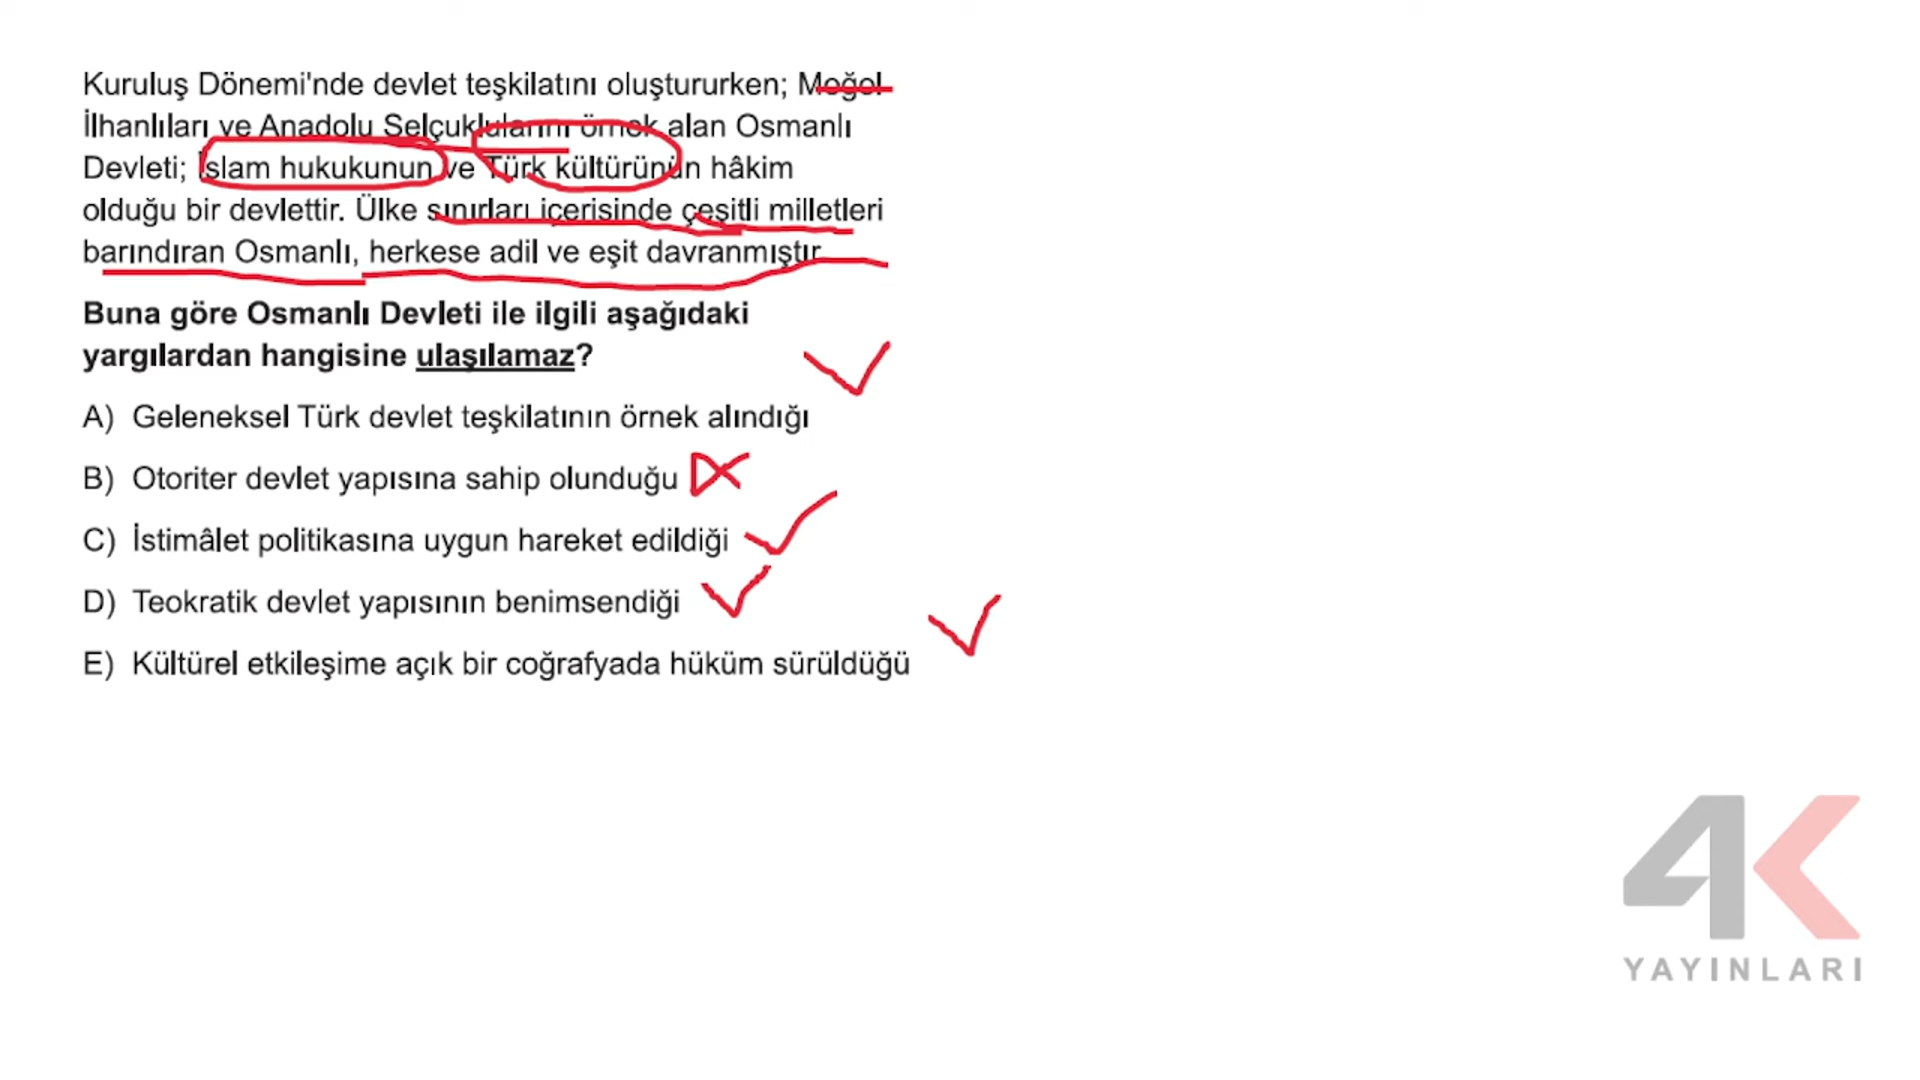 Kuruluş Dönemi'nde devlet teşkilatını oluştururken; Moğol
İlhanlıları ve Anadolu Selçuklularını örnek alan Osmanlı
Devleti; İslam hukukunun ve Türk kültürünün hâkim
olduğu bir devlettir. Ülke sınırları içerisinde çeşitli milletleri
barındıran Osmanlı, herkese adil ve eşit davranmıştır.
Buna göre Osmanlı Devleti ile ilgili aşağıdaki
yargılardan hangisine ulaşılamaz?
A) Geleneksel Türk devlet teşkilatının örnek alındığı
B) Otoriter devlet yapısına sahip olunduğu
C) İstimâlet politikasına uygun hareket edildiği
D) Teokratik devlet yapısının benimsendiği
E) Kültürel etkileşime açık bir coğrafyada hüküm sürüldüğü
4K
YAYINLARI